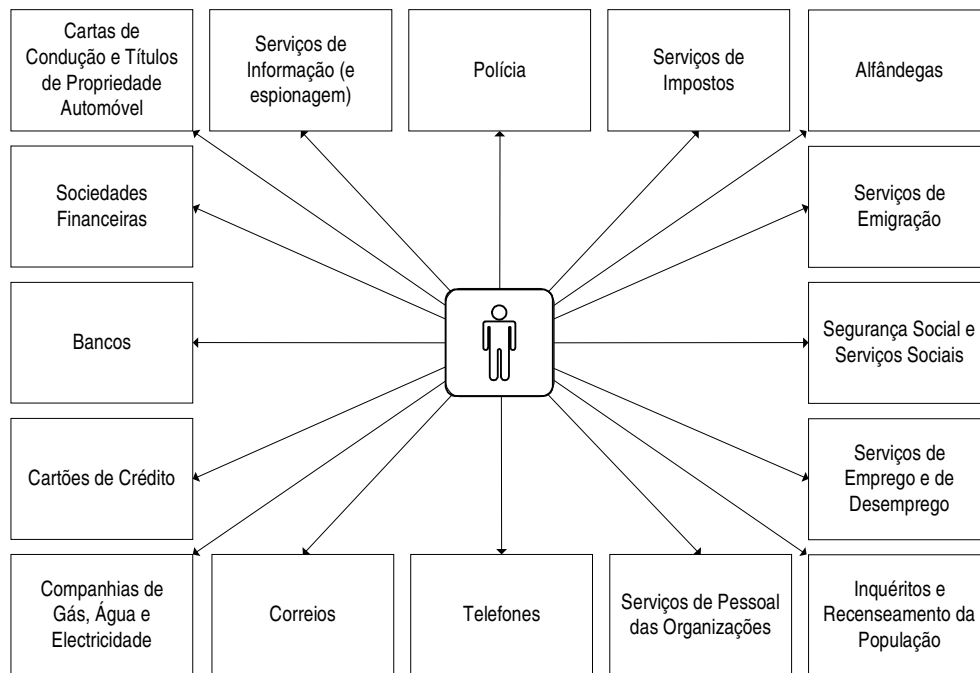 Cartas de
Condução e Títulos
de Propriedade
Automóvel
Serviços de
Informação (e
espionagem)
Polícia
Serviços de
Impostos
Alfândegas
Sociedades
Financeiras
Serviços de
Emigração
Bancos
Segurança Social e
Serviços Sociais
Cartões de Crédito
Serviços de
Emprego e de
Desemprego
Companhias de
Gás, Água e
Electricidade
Correios
Telefones
Serviços de Pessoal
das Organizações
Inquéritos e
Recenseamento da
População